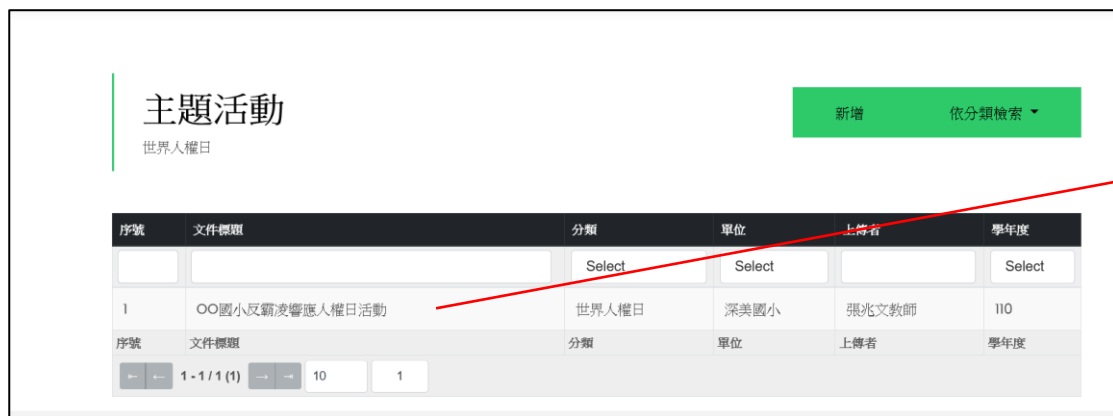 主題活動
世界人權日
新增 依分類檢索
序號 文件標題 分類 單位 上傳者 學年度
Select Select Select
1 OO國小反霸凌響應人權日活動 世界人權日 深美國小 張兆文教師 110
序號 文件標題 分類 單位 上傳者 學年度
← ← 1 - 1 / 1 (1) → → 10 1